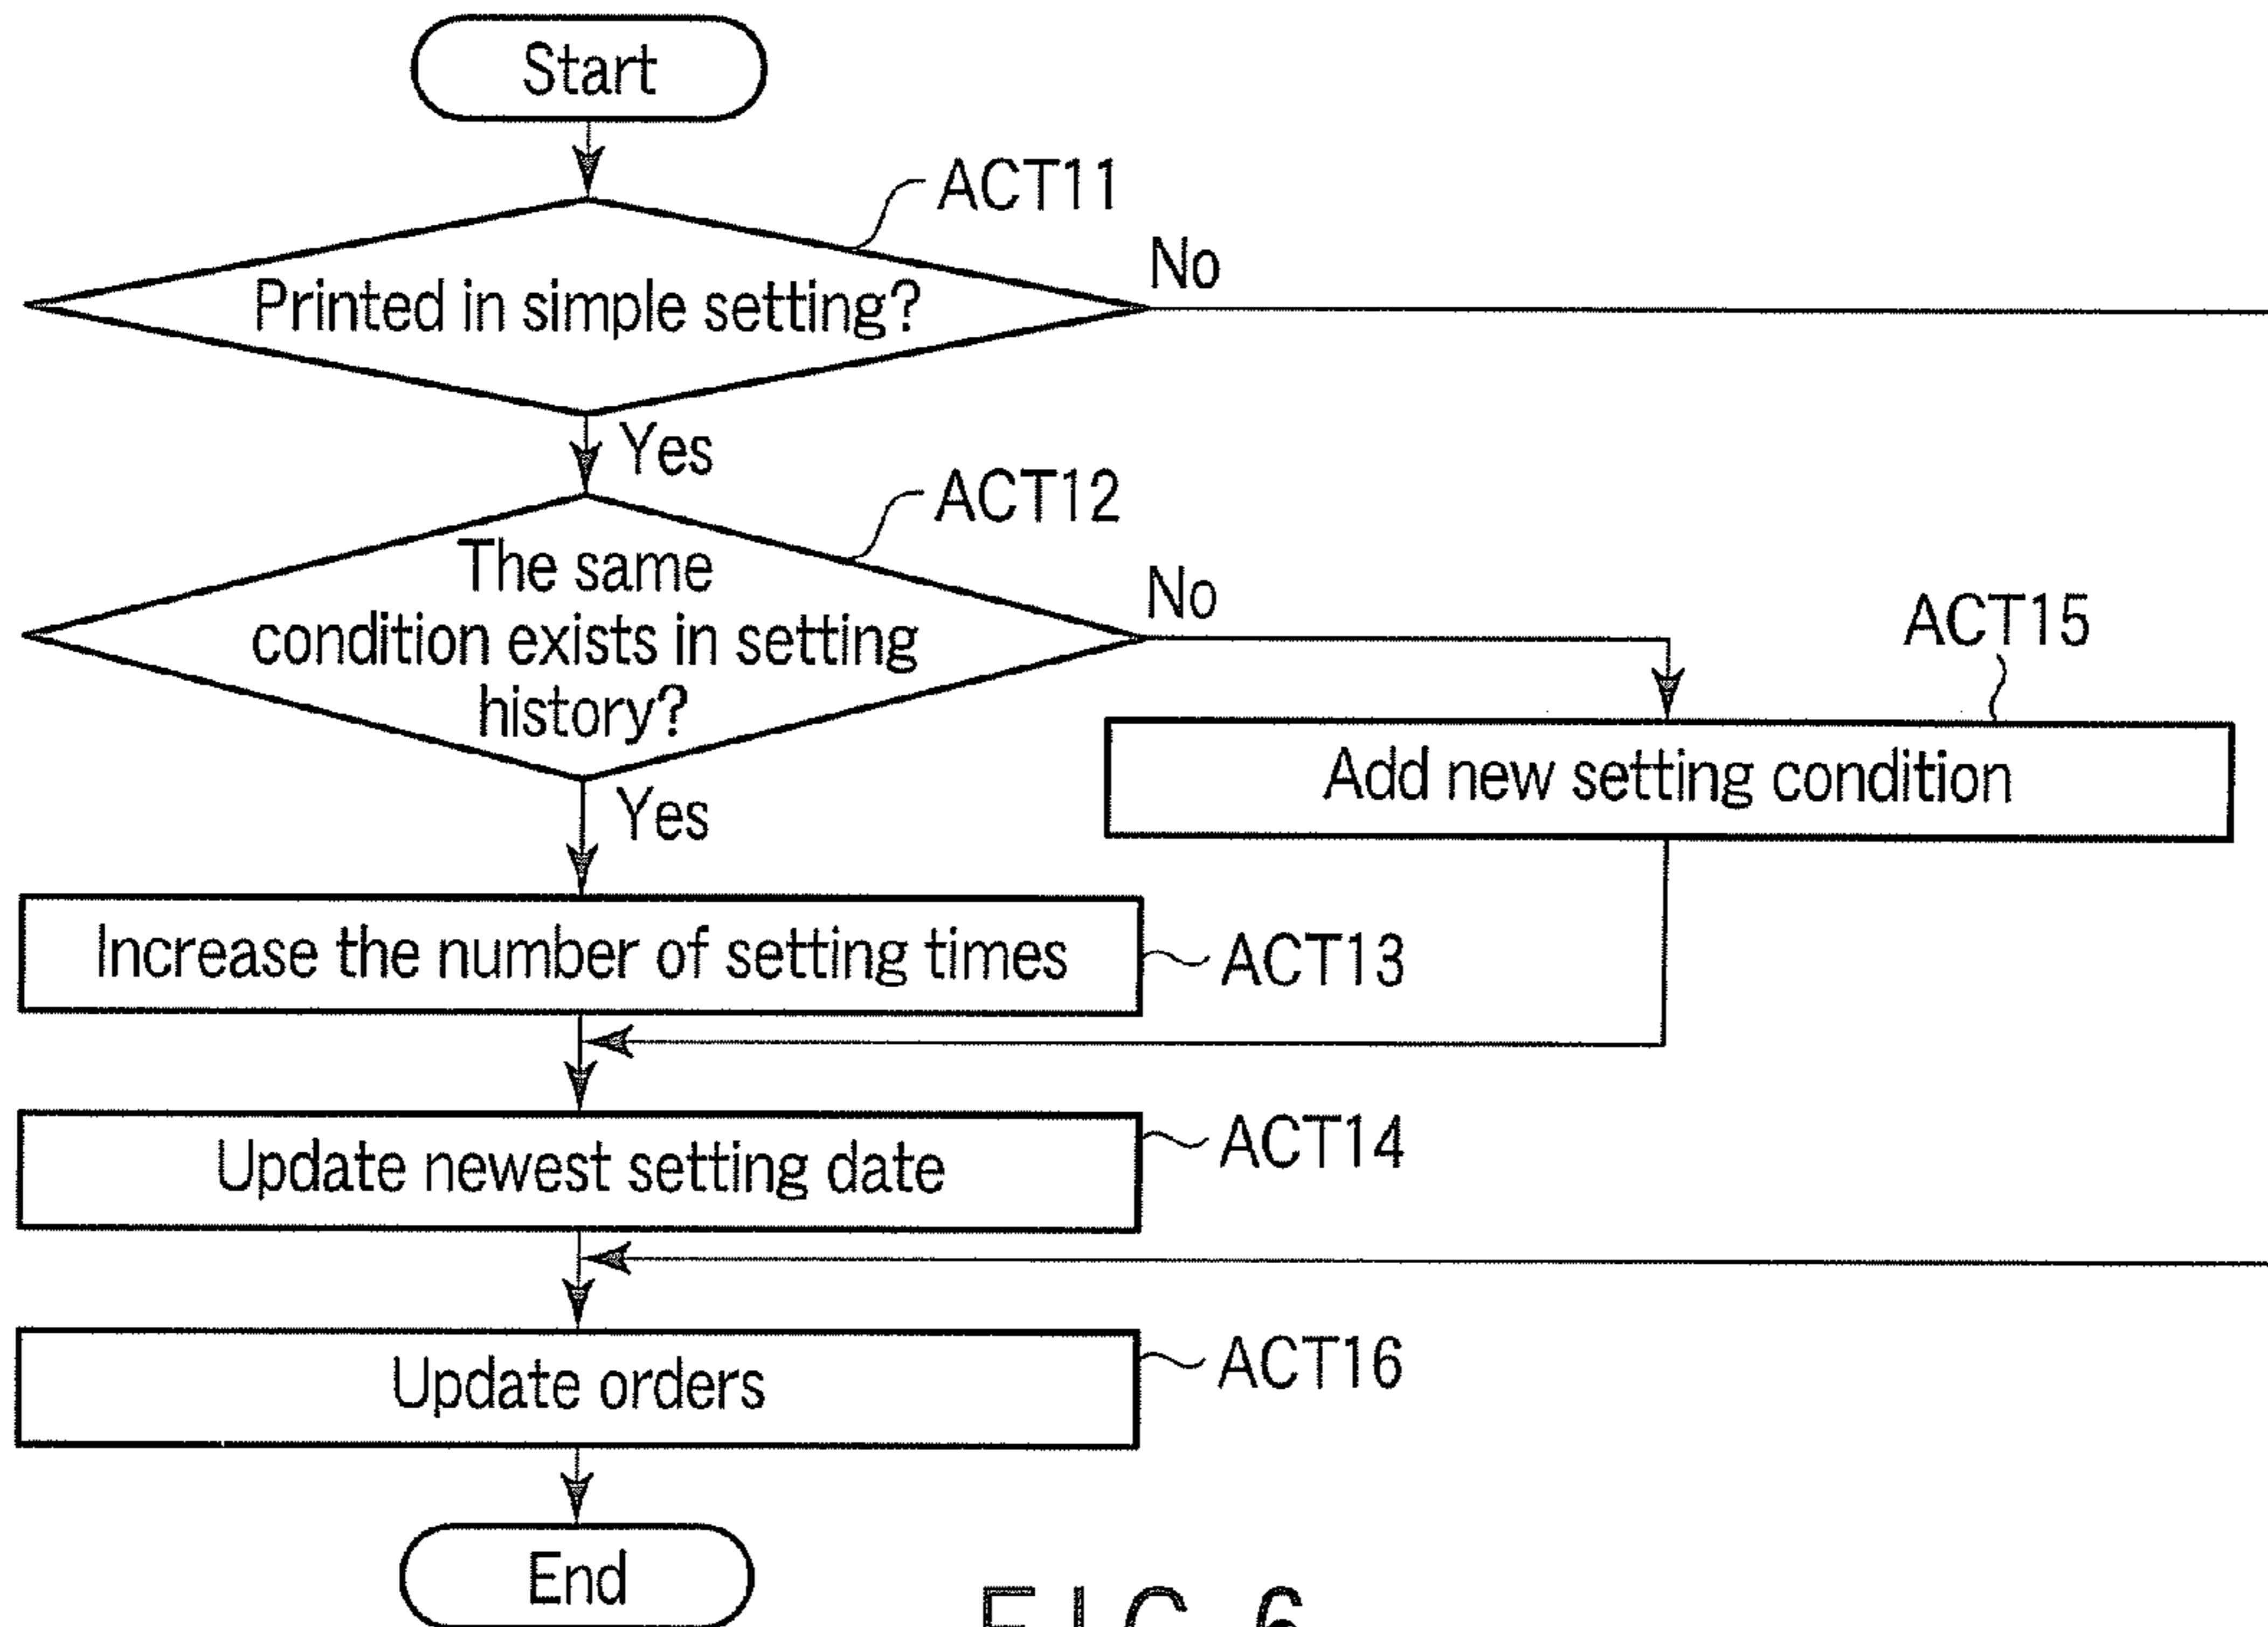 Start
ACT11
Printed in simple setting?
No
Yes
ACT12
The same
condition exists in setting
history?
No
ACT15
Add new setting condition
Yes
Increase the number of setting times
ACT13
Update newest setting date
ACT14
Update orders
ACT16
End
FIG. 6